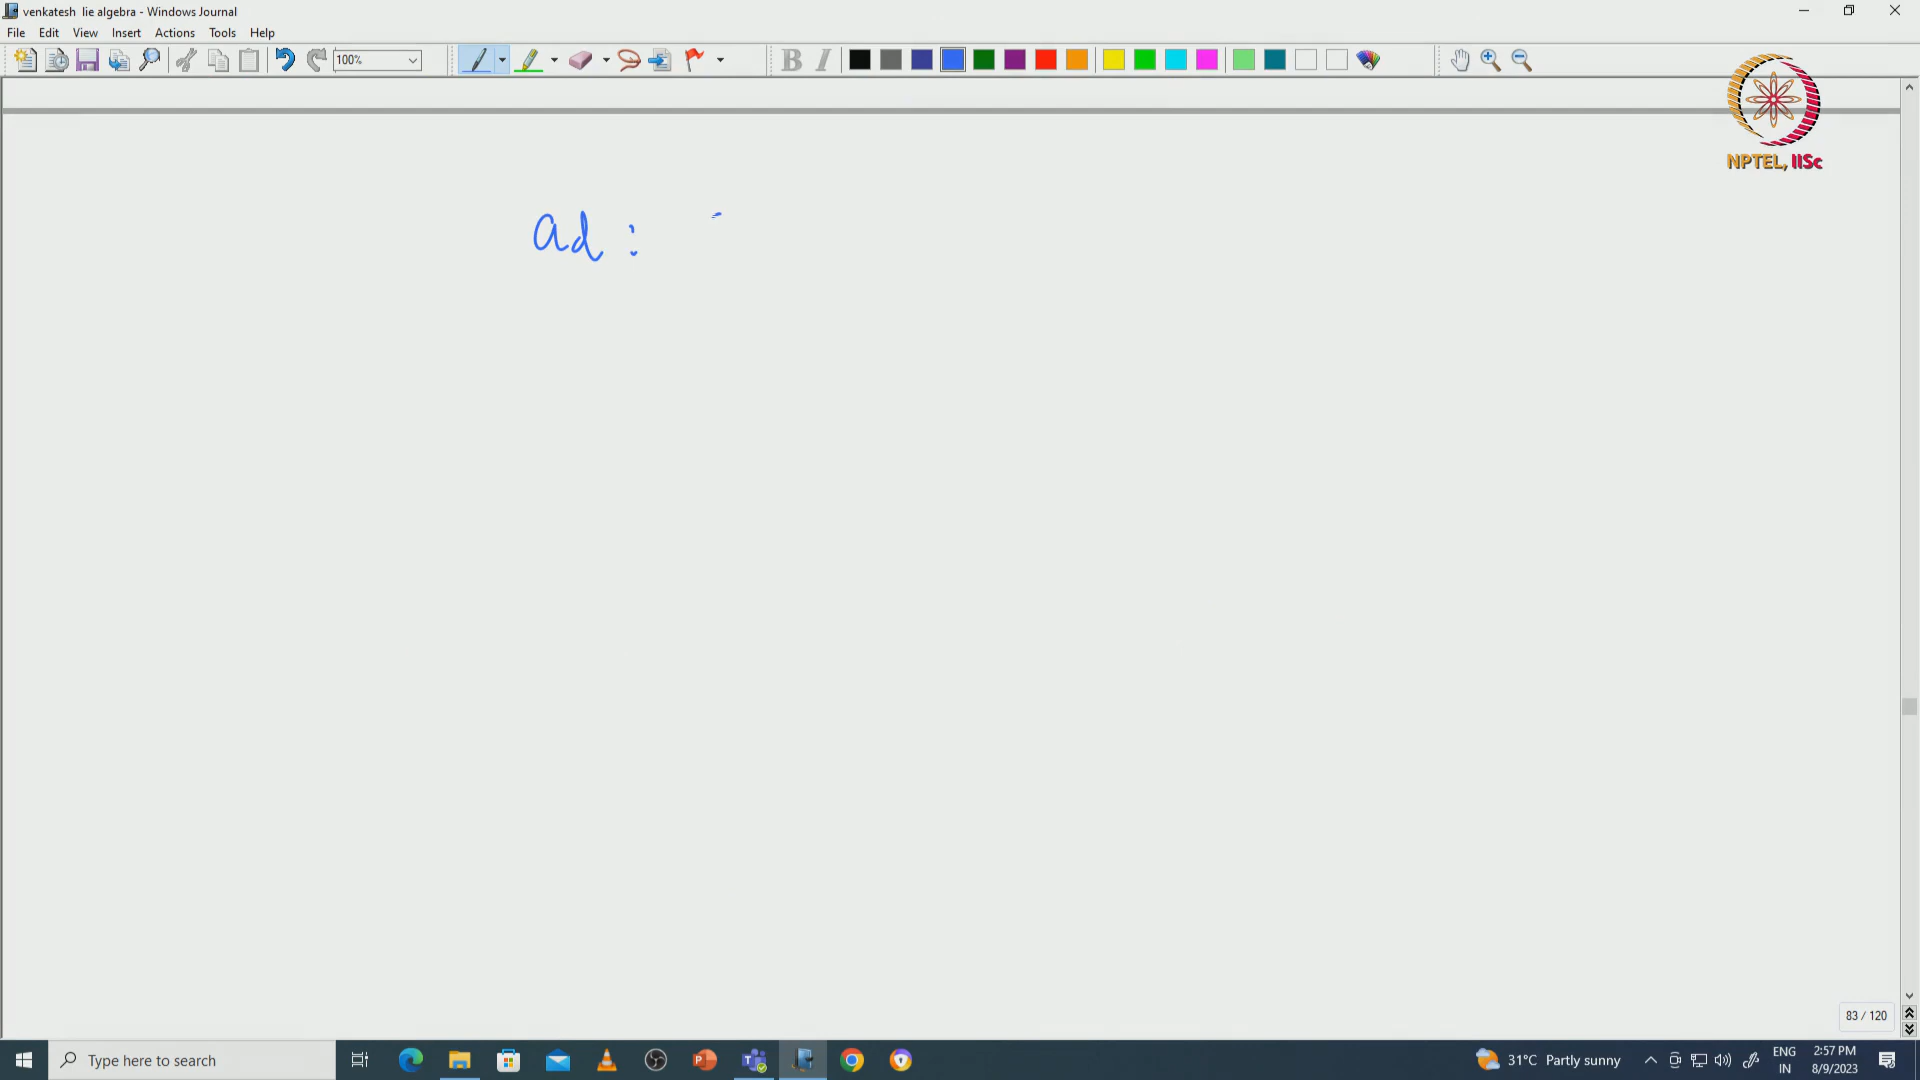 venkatesh lie algebra - Windows Journal
File Edit View Insert Actions Tools Help
100%
B I
NPTEL, IISc
ad :
83 / 120
Type here to search
31°C Partly sunny
ENG
IN
2:57 PM
8/9/2023